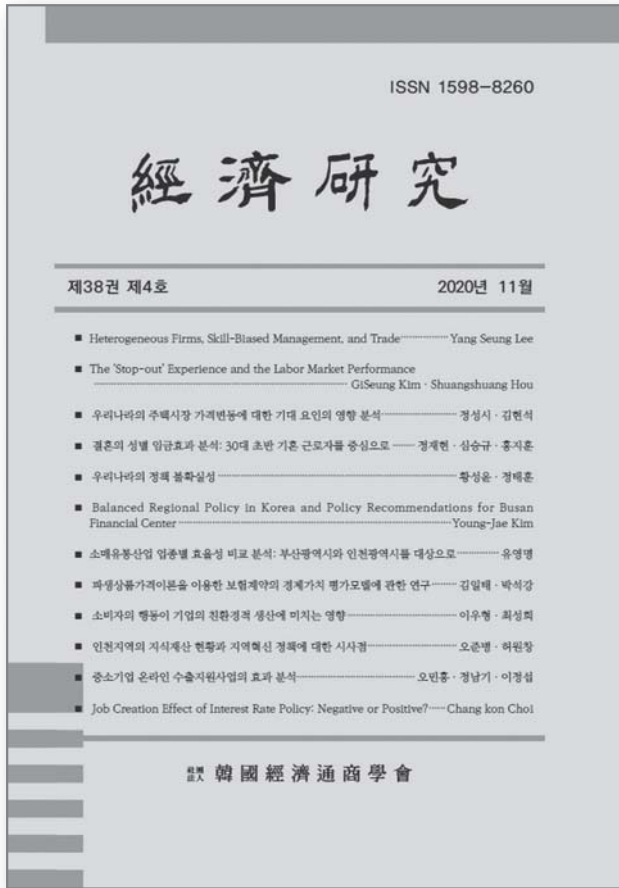 ISSN 1598-8260
經濟研究
제38권 제4호 2020년 11월
■ Heterogeneous Firms, Skill-Biased Management, and Trade Yang Seung Lee
■ The 'Stop-out' Experience and the Labor Market Performance
GiSeung Kim · Shuangshuang Hou
■ 우리나라의 주택시장 가격변동에 대한 기대 요인의 영향 분석 정성시 · 김현석
■ 결혼의 성별 임금효과 분석: 30대 초반 기혼 근로자를 중심으로 정재현 · 심승규 · 홍지훈
■ 우리나라의 정책 불확실성 황성윤 · 정태훈
■ Balanced Regional Policy in Korea and Policy Recommendations for Busan
Financial Center Young-Jae Kim
■ 소매유통산업 업종별 효율성 비교 분석: 부산광역시와 인천광역시를 대상으로 유영명
■ 파생상품가격이론을 이용한 보험계약의 경제가치 평가모델에 관한 연구 김일태 · 박석강
■ 소비자의 행동이 기업의 친환경적 생산에 미치는 영향 이우형 · 최성희
■ 인천지역의 지식재산 현황과 지역혁신 정책에 대한 시사점 오준병 · 허원창
■ 중소기업 온라인 수출지원사업의 효과 분석 오민홍 · 정남기 · 이정섭
■ Job Creation Effect of Interest Rate Policy: Negative or Positive? Chang kon Choi
社團法人 韓國經濟通商學會